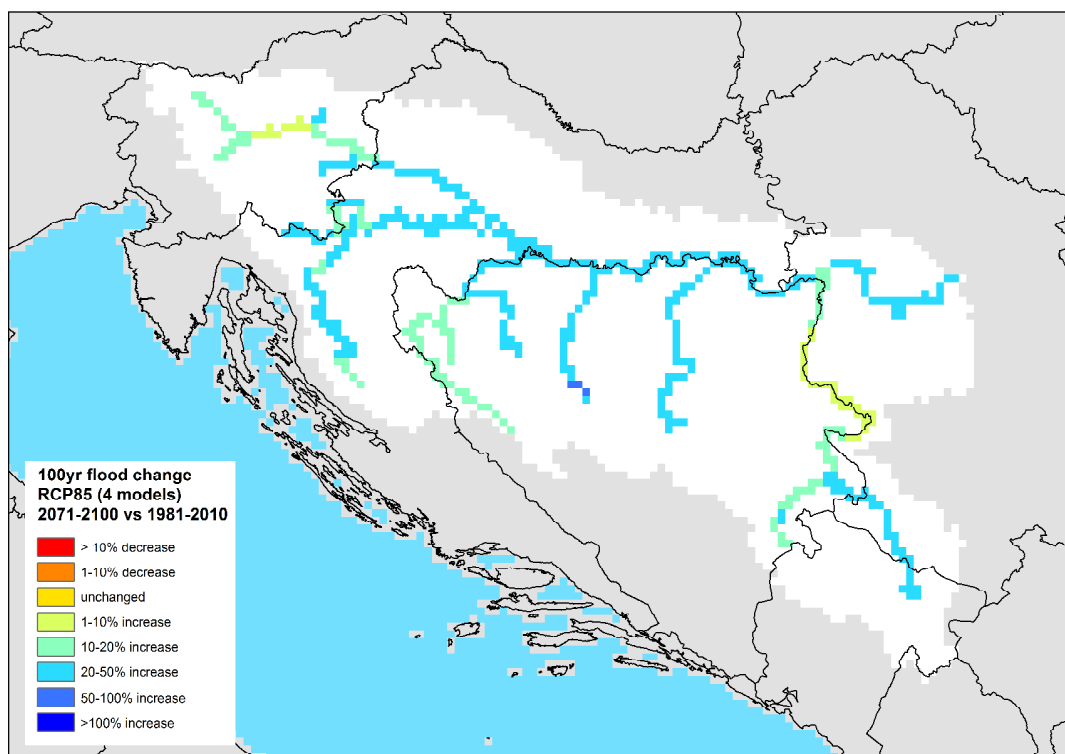 100yr flood change
RCP85 (4 models)
2071-2100 vs 1981-2010
> 10% decrease
1-10% decrease
unchanged
1-10% increase
10-20% increase
20-50% increase
50-100% increase
>100% increase